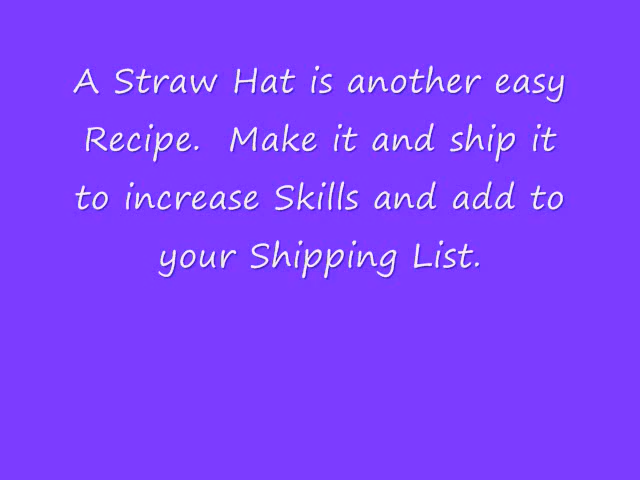 A Straw Hat is another easy
Recipe.  Make it and ship it
to increase Skills and add to
your Shipping List.